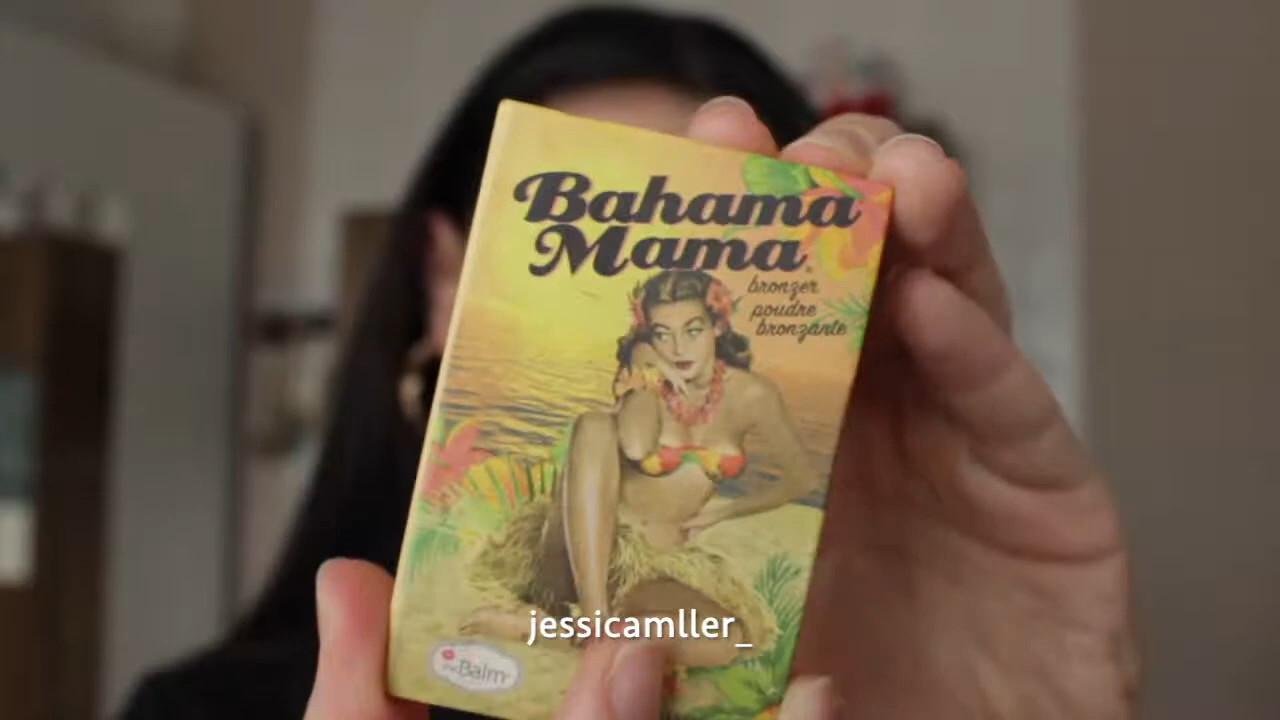 Bahama
Mama
bronzer
poudre
bronzante
jessicamller_
theBalm